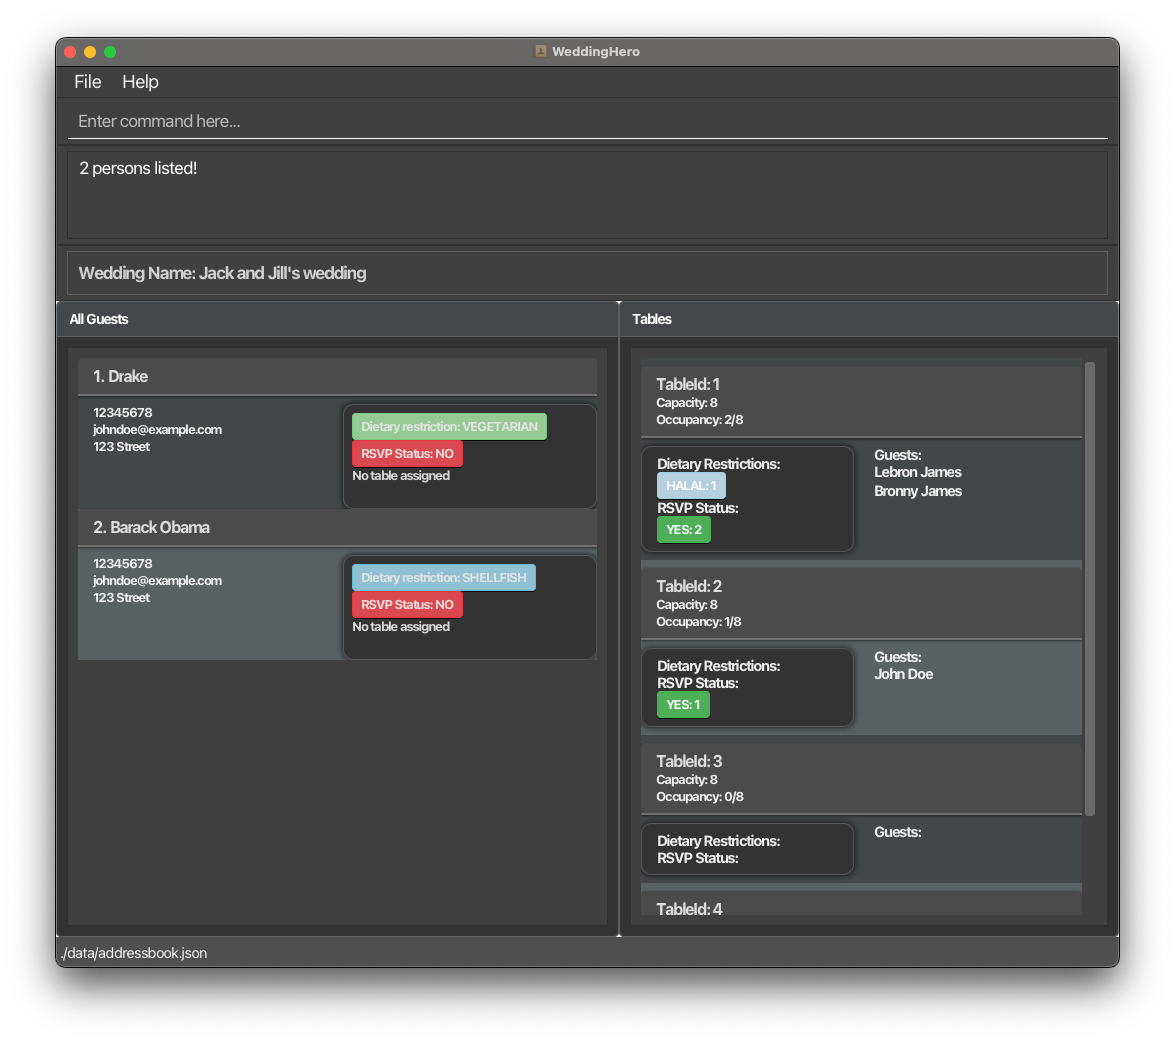 WeddingHero
File Help
Enter command here...
2 persons listed!
Wedding Name: Jack and Jill's wedding
All Guests
1. Drake
12345678
johndoe@example.com
123 Street
Dietary restriction: VEGETARIAN
RSVP Status: NO
No table assigned
2. Barack Obama
12345678
johndoe@example.com
123 Street
Dietary restriction: SHELLFISH
RSVP Status: NO
No table assigned
Tables
TableId: 1
Capacity: 8
Occupancy: 2/8
Dietary Restrictions:
HALAL: 1
RSVP Status:
YES: 2
Guests:
Lebron James
Bronny James
TableId: 2
Capacity: 8
Occupancy: 1/8
Dietary Restrictions:
RSVP Status:
YES: 1
Guests:
John Doe
TableId: 3
Capacity: 8
Occupancy: 0/8
Dietary Restrictions:
RSVP Status:
Guests:
TableId: 4
./data/addressbook.json